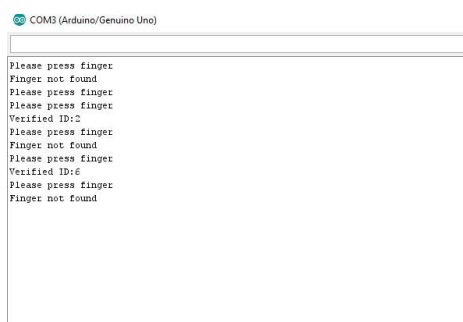 COM3 (Arduino/Genuino Uno)
Please press finger
Finger not found
Please press finger
Please press finger
Verified ID:2
Please press finger
Finger not found
Please press finger
Verified ID:6
Please press finger
Finger not found